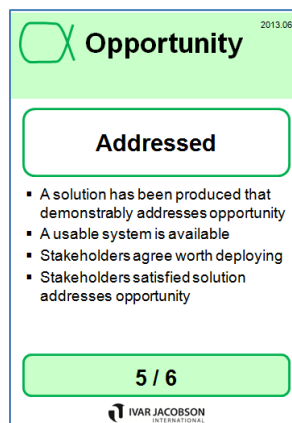 2013.06
Opportunity
Addressed
▪ A solution has been produced that
demonstrably addresses opportunity
▪ A usable system is available
▪ Stakeholders agree worth deploying
▪ Stakeholders satisfied solution
addresses opportunity
5 / 6
IVAR JACOBSON
INTERNATIONAL